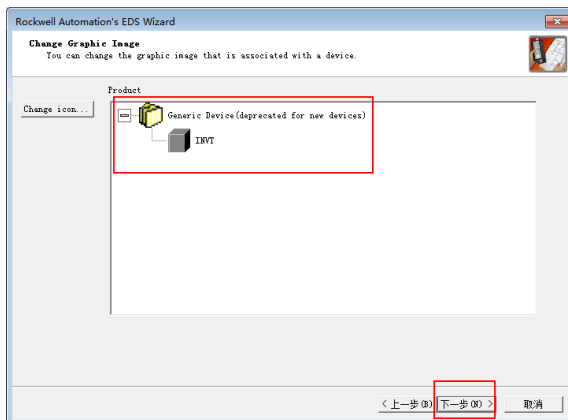 Rockwell Automation's EDS Wizard
Change Graphic Image
You can change the graphic image that is associated with a device.
Product
Change icon...
Generic Device(deprecated for new devices)
INVT
< 上一步(B)
下一步(N) >
取消